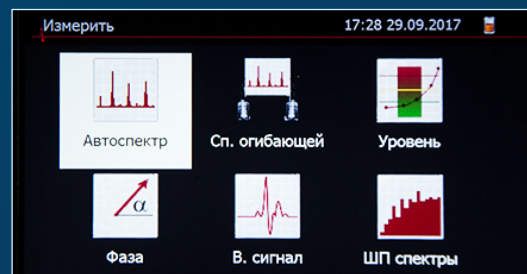 Измерить 17:28 29.09.2017
Автоспектр Сп. огибающей Уровень
α
Фаза В. сигнал ШП спектры